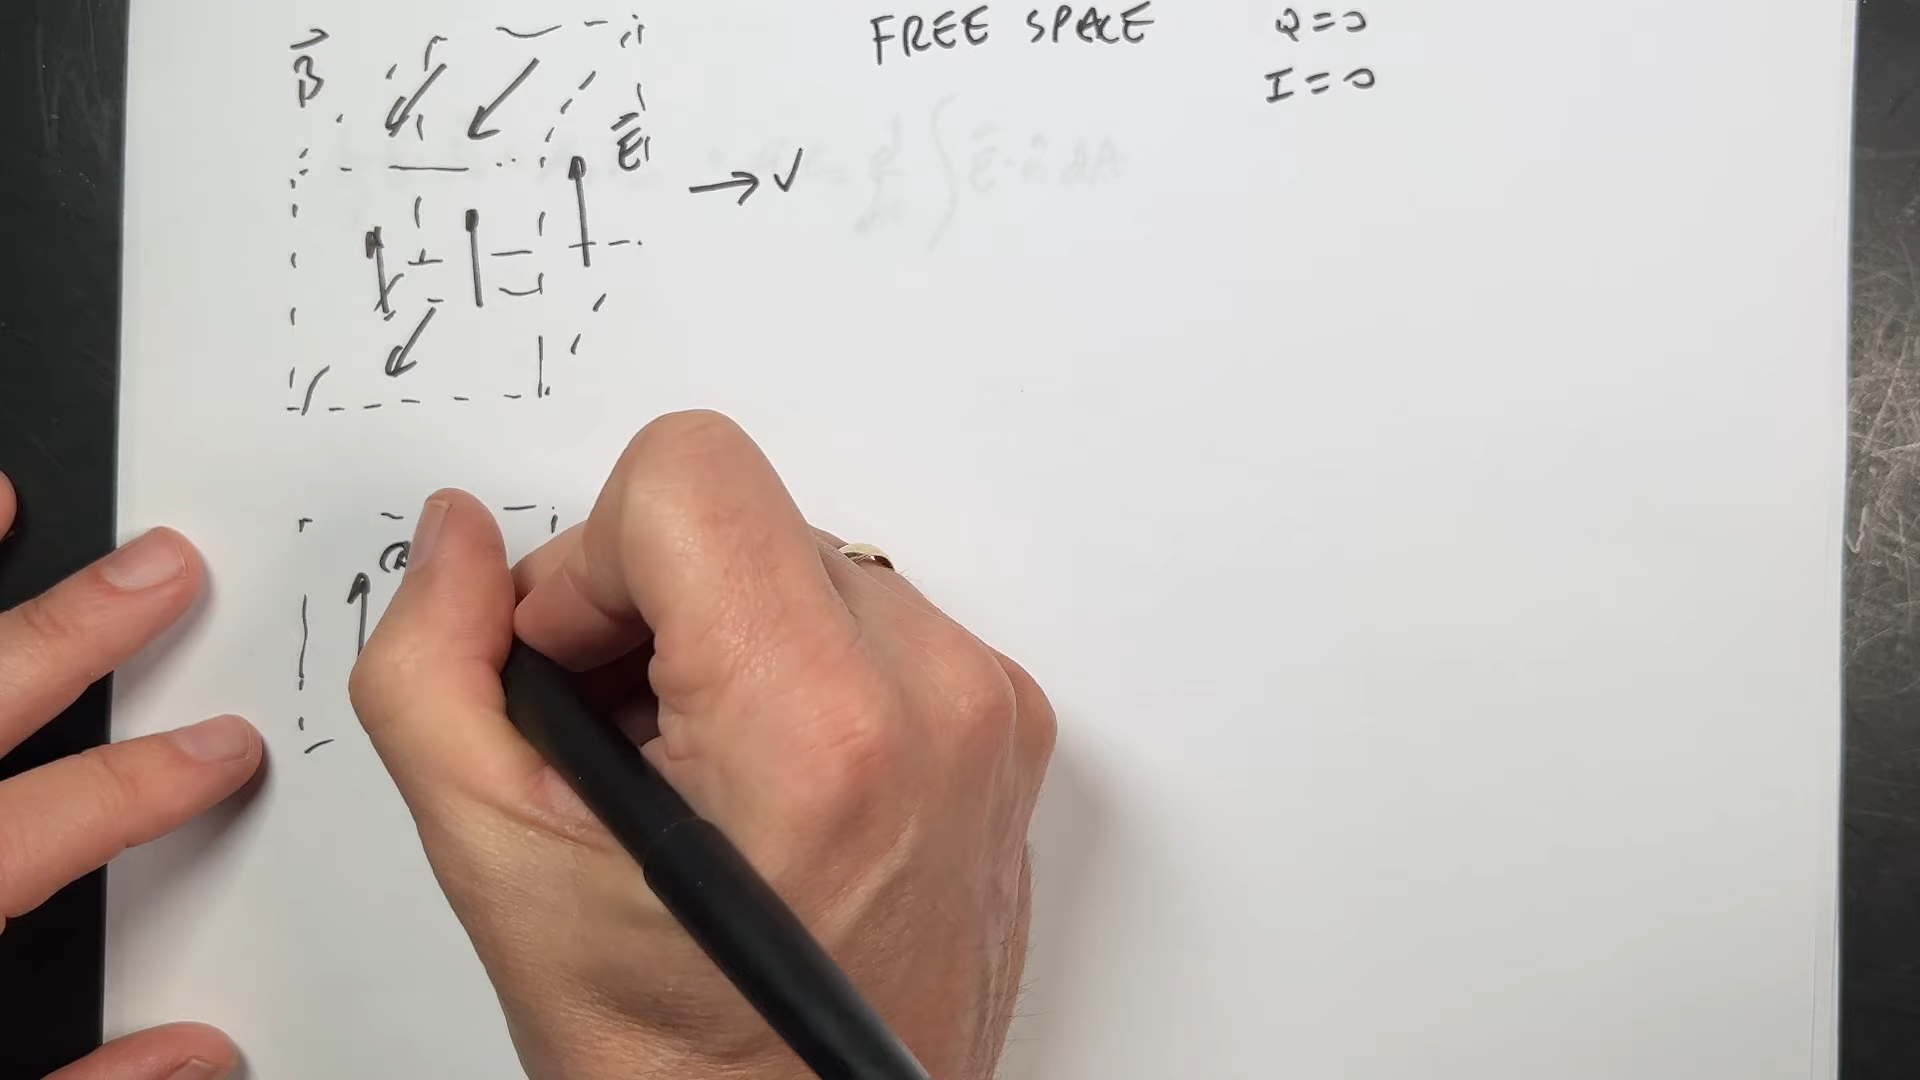 FREE SPACE Q=0
I=0
B⃗
E⃗
→ v